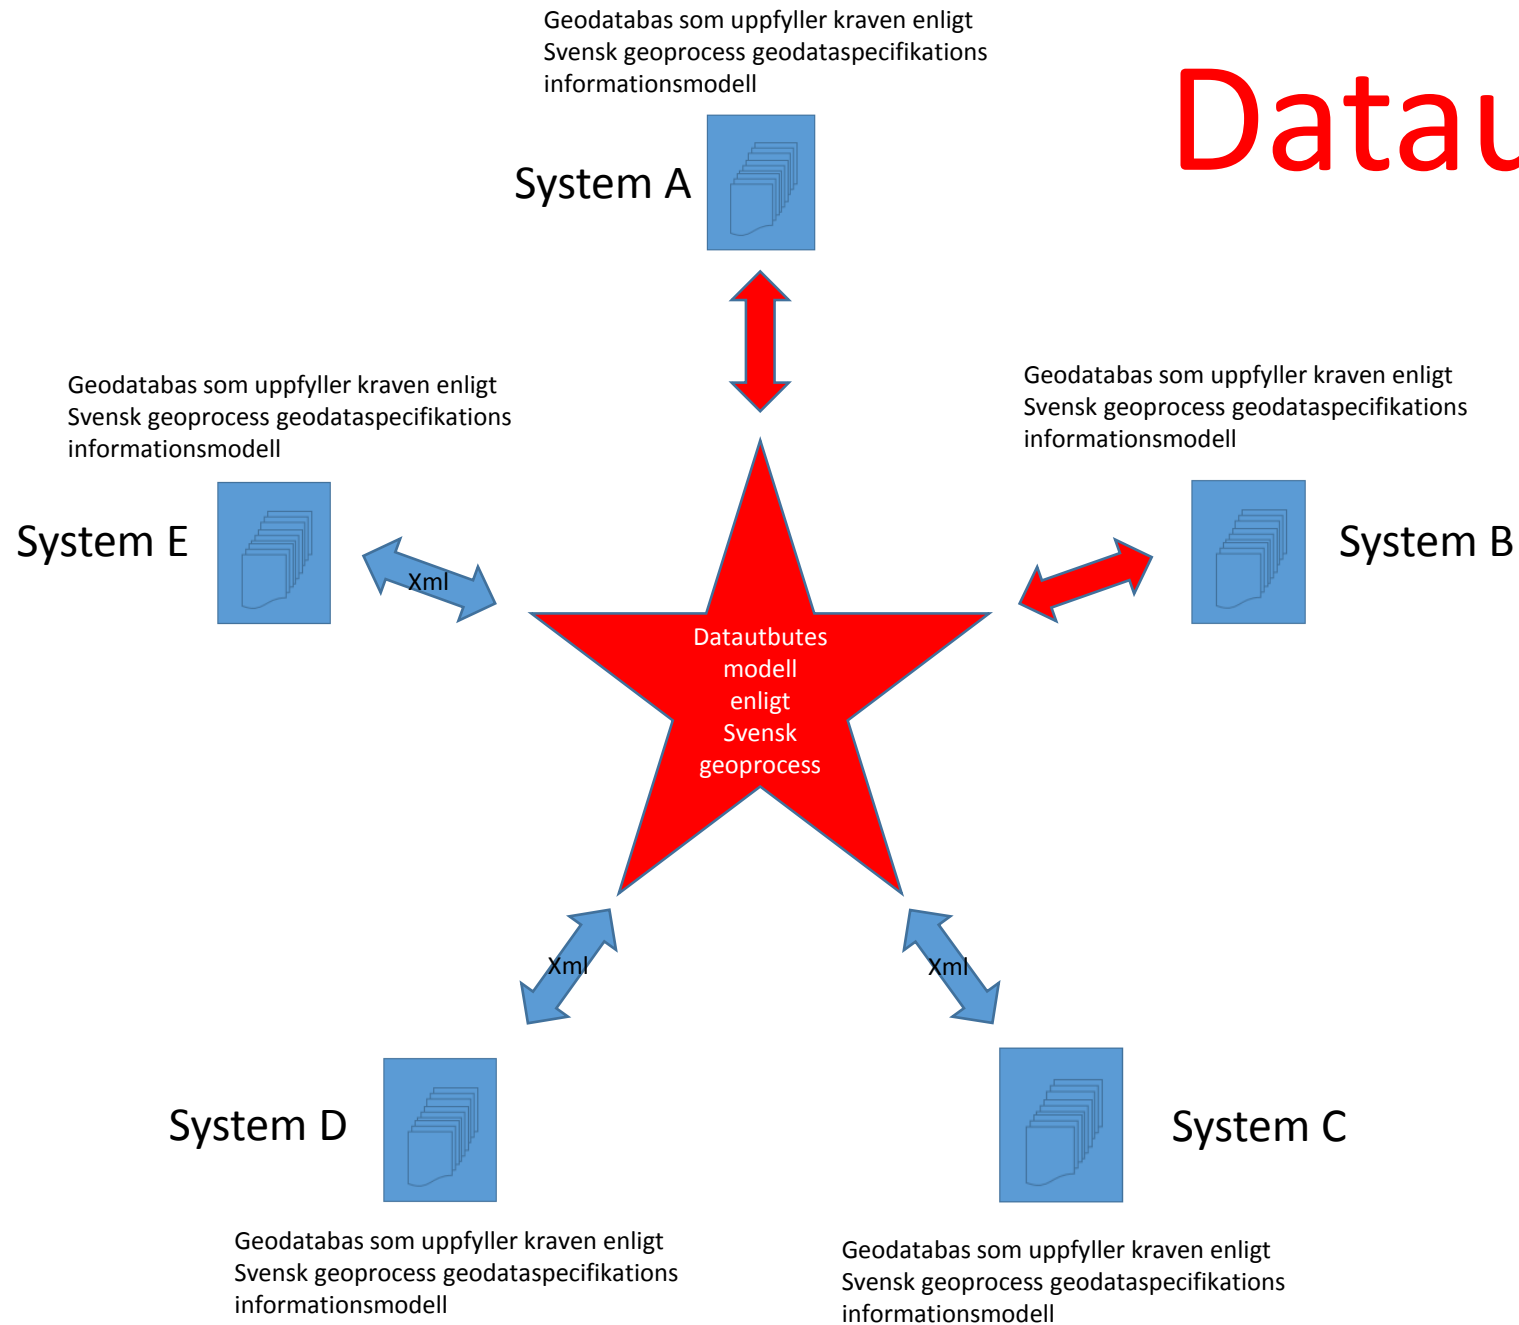 Geodatabas som uppfyller kraven enligt
Svensk geoprocess geodataspecifikations
informationsmodell
Datau
System A
Geodatabas som uppfyller kraven enligt
Svensk geoprocess geodataspecifikations
informationsmodell
Geodatabas som uppfyller kraven enligt
Svensk geoprocess geodataspecifikations
informationsmodell
System E
Xml
System B
Datautbutes
modell
enligt
Svensk
geoprocess
Xml
Xml
System D
System C
Geodatabas som uppfyller kraven enligt
Svensk geoprocess geodataspecifikations
informationsmodell
Geodatabas som uppfyller kraven enligt
Svensk geoprocess geodataspecifikations
informationsmodell